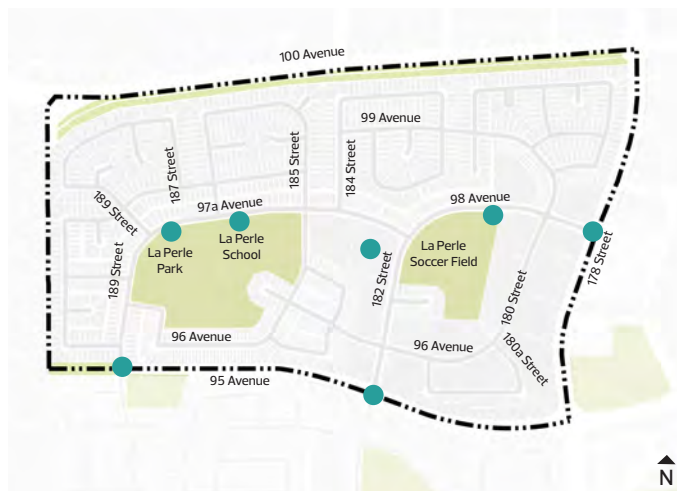 100 Avenue
99 Avenue
187 Street
185 Street
184 Street
189 Street
97a Avenue
98 Avenue
La Perle
School
La Perle
Park
La Perle
Soccer Field
189 Street
182 Street
178 Street
180 Street
96 Avenue
96 Avenue
180a Street
95 Avenue
N